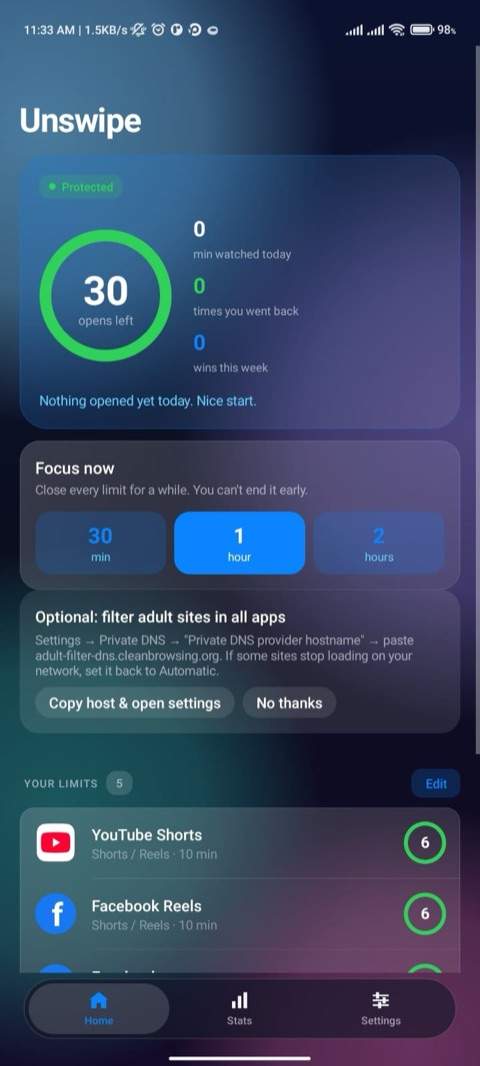 11:33 AM | 1.5KB/s
98%
Unswipe
Protected
30
opens left
0
min watched today
0
times you went back
0
wins this week
Nothing opened yet today. Nice start.
Focus now
Close every limit for a while. You can't end it early.
30
min
1
hour
2
hours
Optional: filter adult sites in all apps
Settings → Private DNS → "Private DNS provider hostname" → paste
adult-filter-dns.cleanbrowsing.org. If some sites stop loading on your
network, set it back to Automatic.
Copy host & open settings
No thanks
YOUR LIMITS 5
Edit
YouTube Shorts
Shorts / Reels · 10 min
6
Facebook Reels
Shorts / Reels · 10 min
6
Home
Stats
Settings